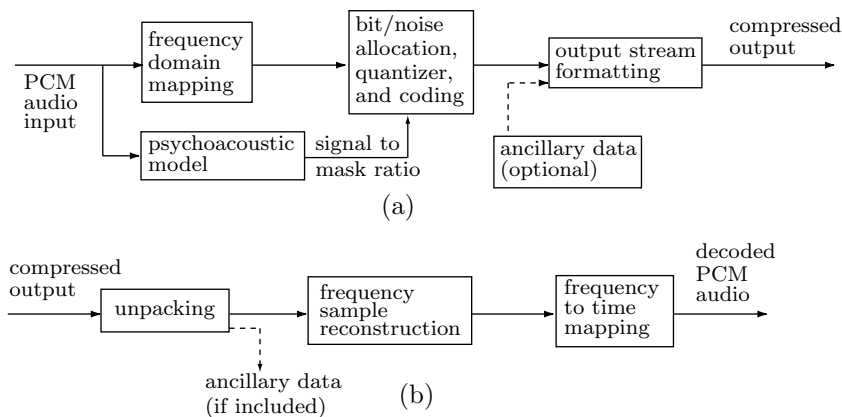 PCM
audio
input
frequency
domain
mapping
bit/noise
allocation,
quantizer,
and coding
output stream
formatting
compressed
output
psychoacoustic
model
signal to
mask ratio
ancillary data
(optional)
(a)
compressed
output
unpacking
frequency
sample
reconstruction
frequency
to time
mapping
decoded
PCM
audio
ancillary data
(if included)
(b)